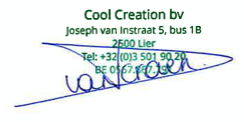 Cool Creation bv
Joseph van Instraat 5, bus 1B
2500 Lier
Tel: +32 (0)3 501 90 20
BE